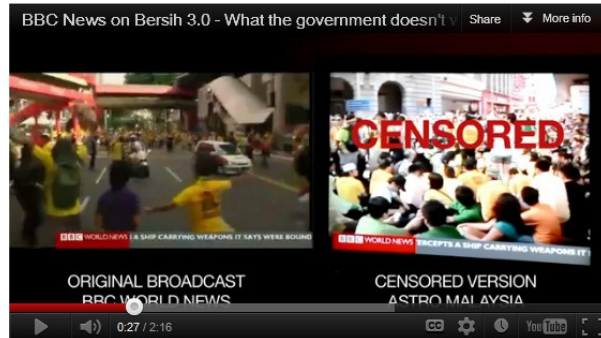 BBC News on Bersih 3.0 - What the government doesn't
Share
More info
CENSORED
BBC WORLD NEWS A SHIP CARRYING WEAPONS IT SAYS WERE BOUND
BBC WORLD NEWS EXCERPTS A SHIP CARRYING WEAPONS IT
ORIGINAL BROADCAST
BBC WORLD NEWS
CENSORED VERSION
ASTRO MALAYSIA
0:27 / 2:16
CC
YouTube